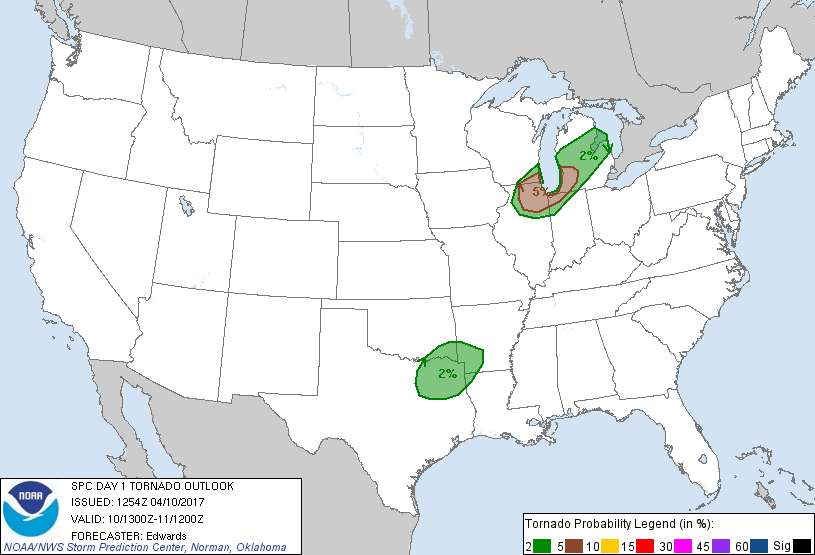 2%
5%
2%
NOAA
SPC DAY 1 TORNADO OUTLOOK
ISSUED: 1254Z 04/10/2017
VALID: 10/1300Z-11/1200Z
FORECASTER: Edwards
NOAA/NWS Storm Prediction Center, Norman, Oklahoma
Tornado Probability Legend (in %):
2 5 10 15 30 45 60 Sig